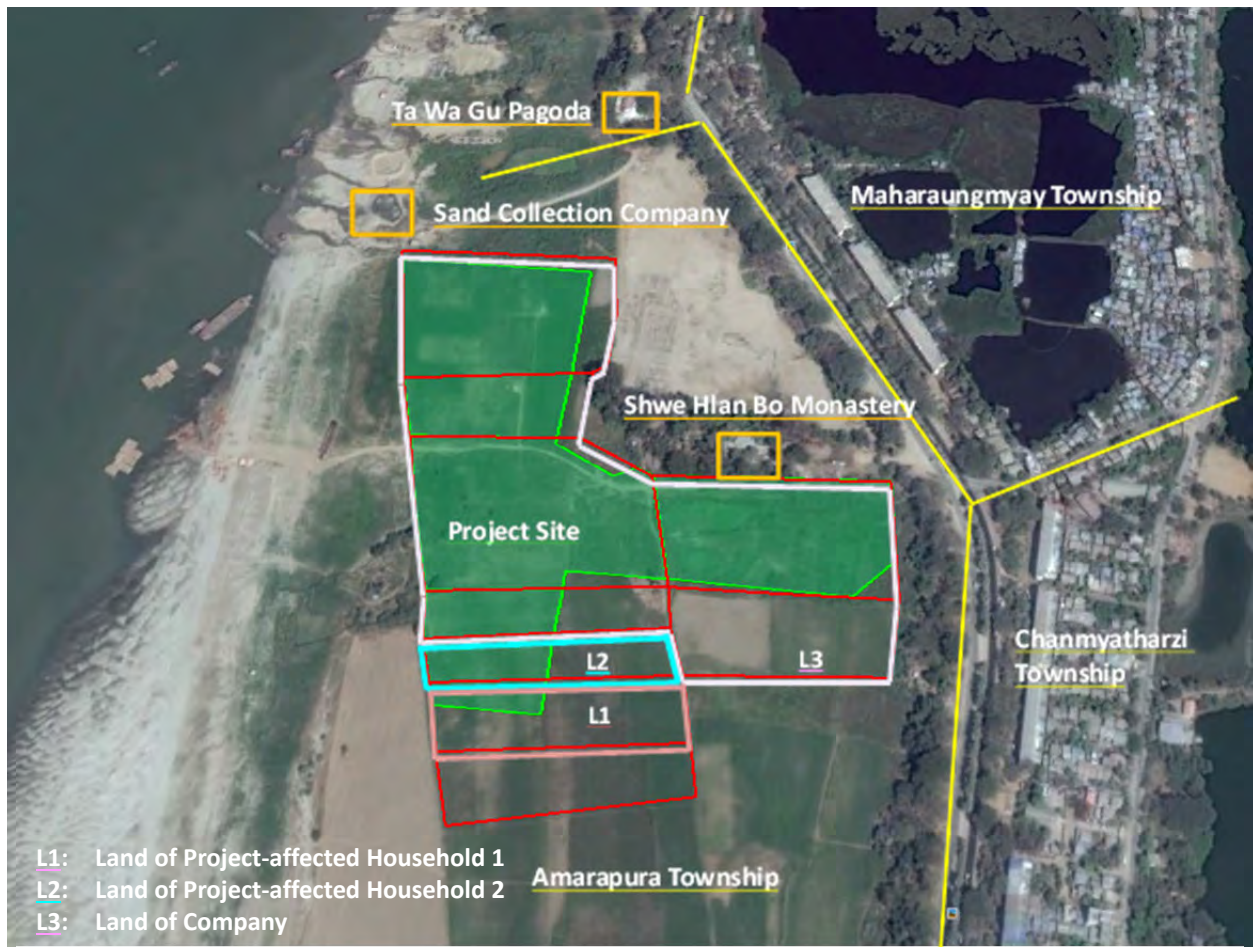 Ta Wa Gu Pagoda
Maharaungmyay Township
Sand Collection Company
Shwe Hlan Bo Monastery
Project Site
Chanmyatharzi
Township
L2
L3
L1
L1: Land of Project-affected Household 1
L2: Land of Project-affected Household 2
L3: Land of Company
Amarapura Township